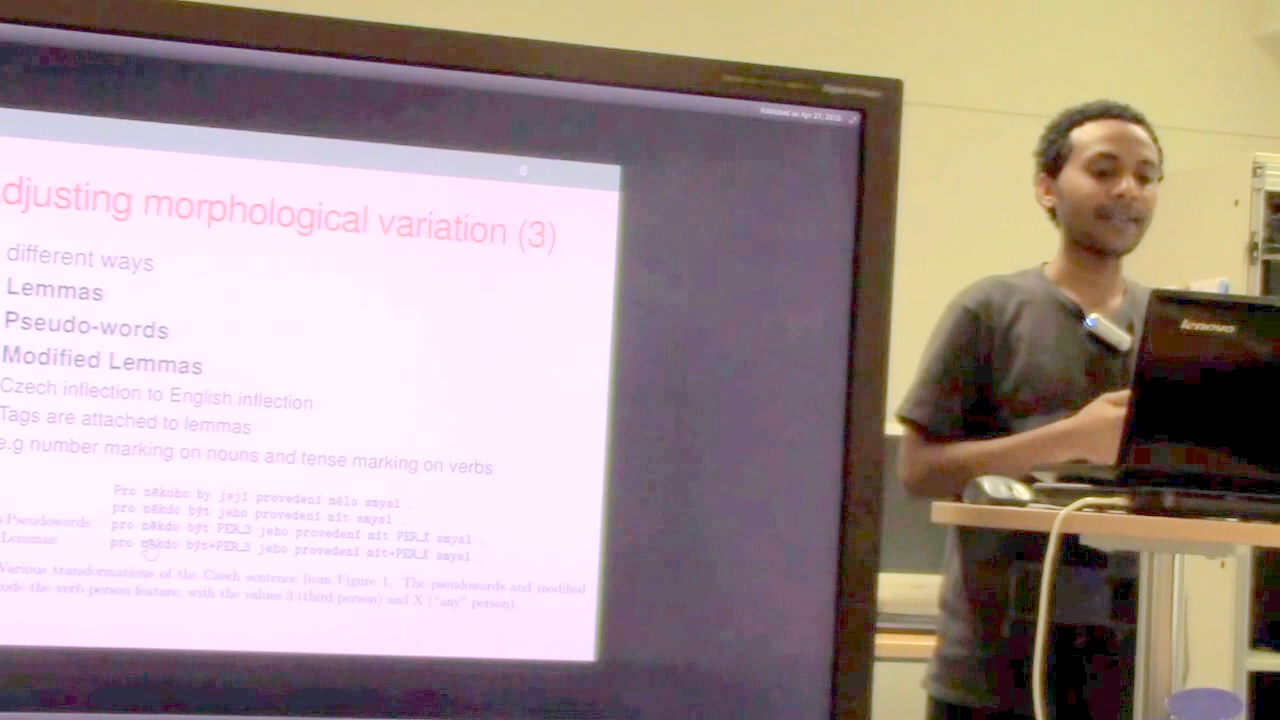 8
djusting morphological variation (3)
different ways
Lemmas
Pseudo-words
Modified Lemmas
Czech inflection to English inflection
Tags are attached to lemmas
e.g number marking on nouns and tense marking on verbs
Pro někoho by její provedení mělo smysl .
pro někdo být jeho provedení mít smysl .
Pseudowords: pro někdo být PER_3 jeho provedení mít PER_X smysl .
Lemmas: pro někdo být+PER_3 jeho provedení mít+PER_X smysl .
Various transformations of the Czech sentence from Figure 1. The pseudowords and modified
ode the verb person feature, with the values 3 (third person) and X ("any" person).
lenovo